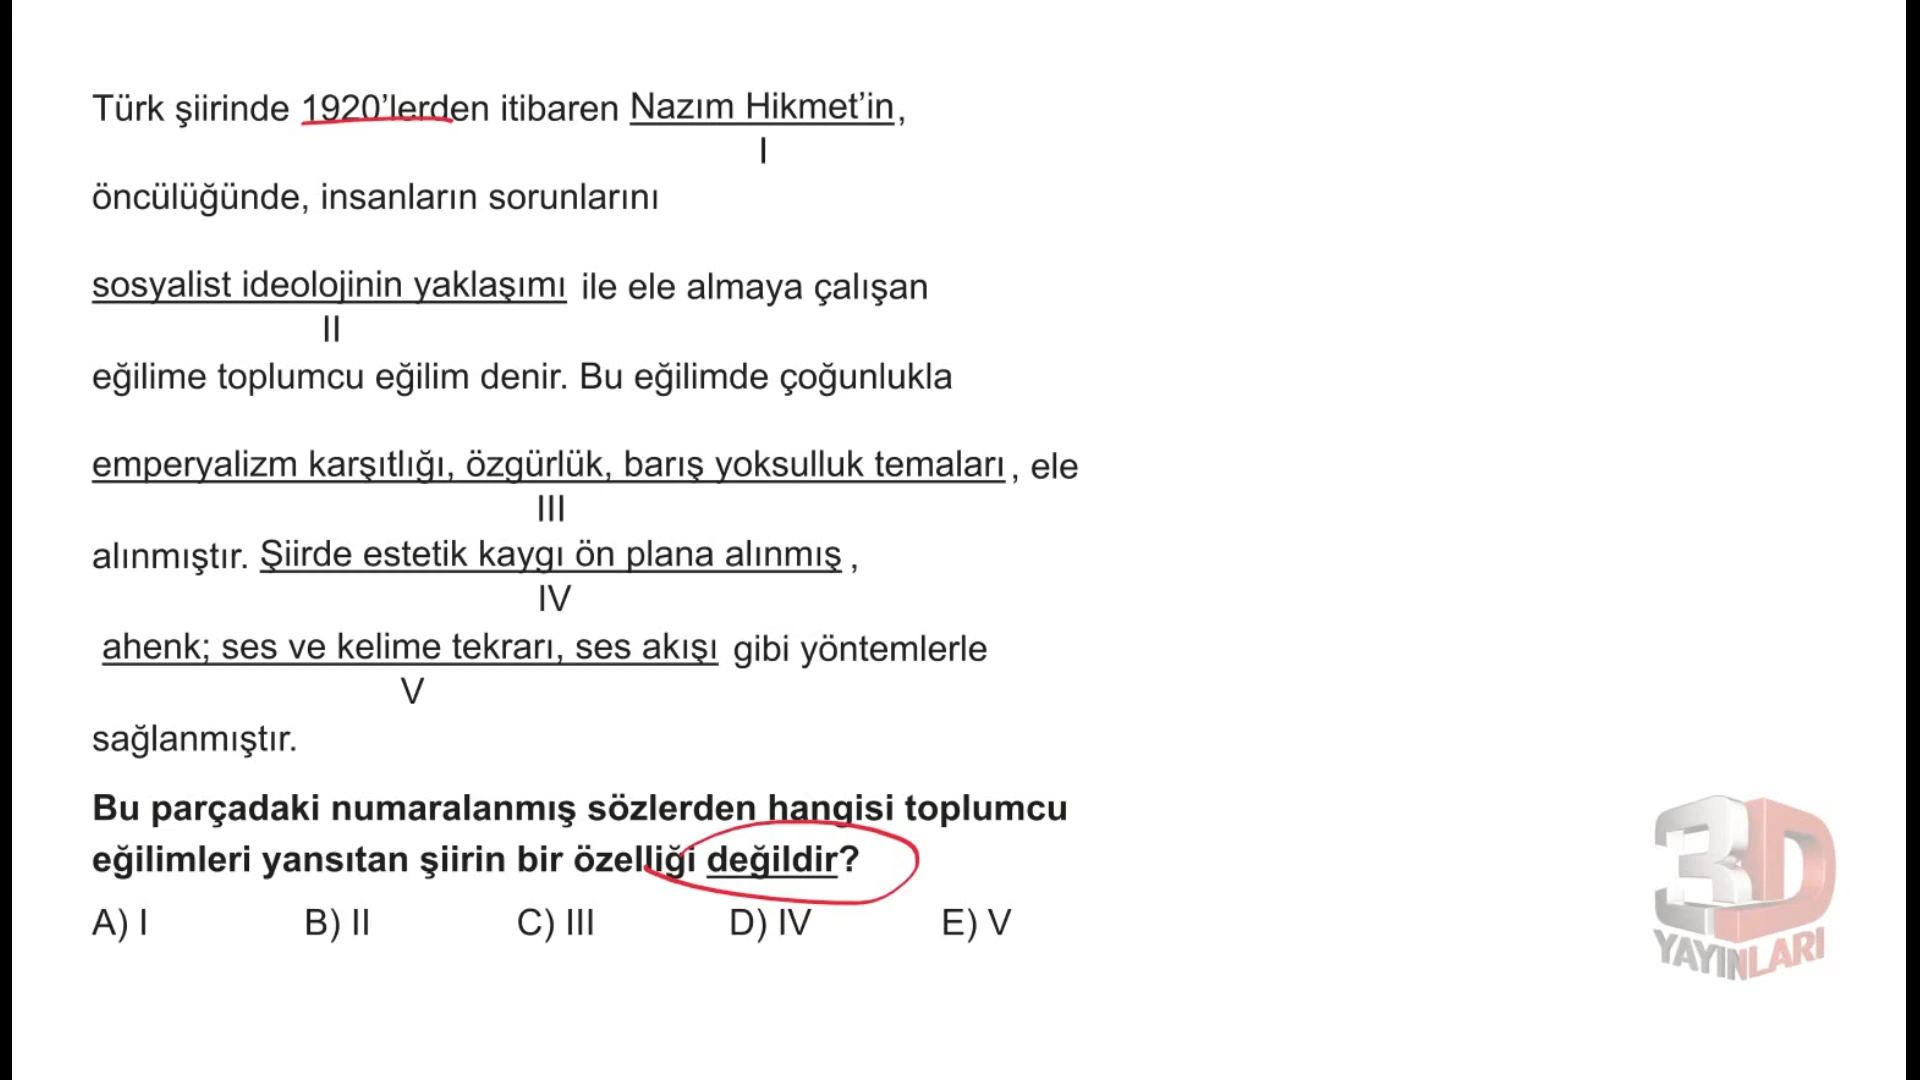 Türk şiirinde 1920’lerden itibaren Nazım Hikmet’in,
I
öncülüğünde, insanların sorunlarını
sosyalist ideolojinin yaklaşımı ile ele almaya çalışan
II
eğilime toplumcu eğilim denir. Bu eğilimde çoğunlukla
emperyalizm karşıtlığı, özgürlük, barış yoksulluk temaları, ele
III
alınmıştır. Şiirde estetik kaygı ön plana alınmış,
IV
ahenk; ses ve kelime tekrarı, ses akışı gibi yöntemlerle
V
sağlanmıştır.
Bu parçadaki numaralanmış sözlerden hangisi toplumcu
eğilimleri yansıtan şiirin bir özelliği değildir?
A) I B) II C) III D) IV E) V
3D
YAYINLARI